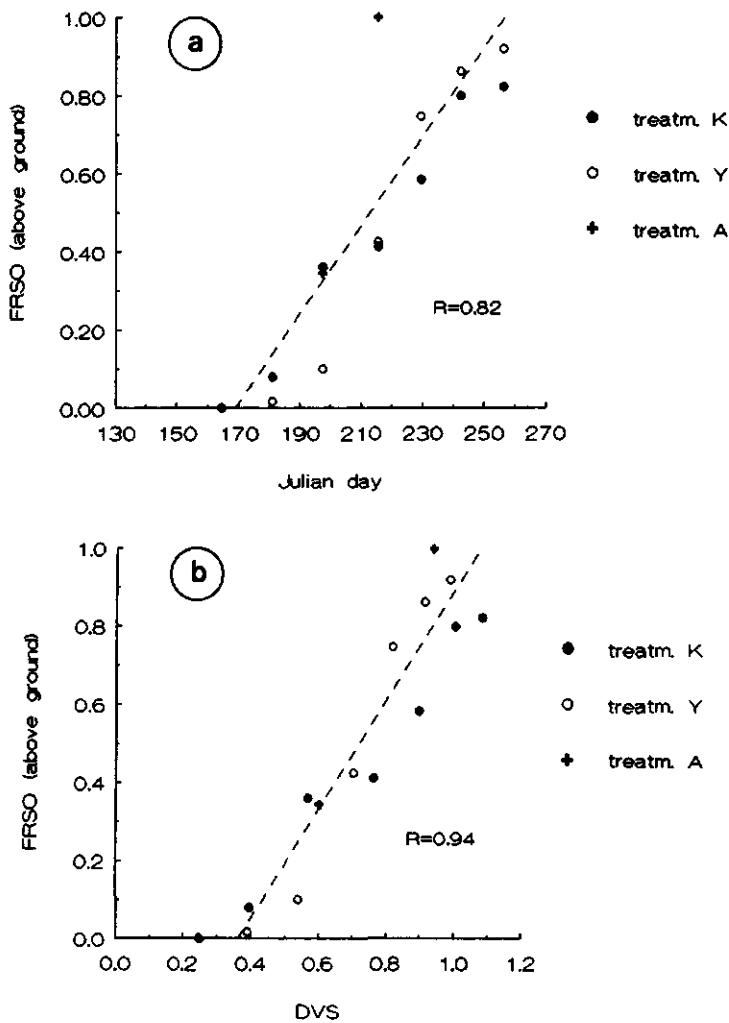 a
1.00
0.80
0.60
0.40
0.20
0.00
FRSO (above ground)
130 150 170 190 210 230 250 270
Julian day
R=0.82
treatm. K
treatm. Y
treatm. A
b
1.0
0.8
0.6
0.4
0.2
0.0
FRSO (above ground)
0.0 0.2 0.4 0.6 0.8 1.0 1.2
DVS
R=0.94
treatm. K
treatm. Y
treatm. A